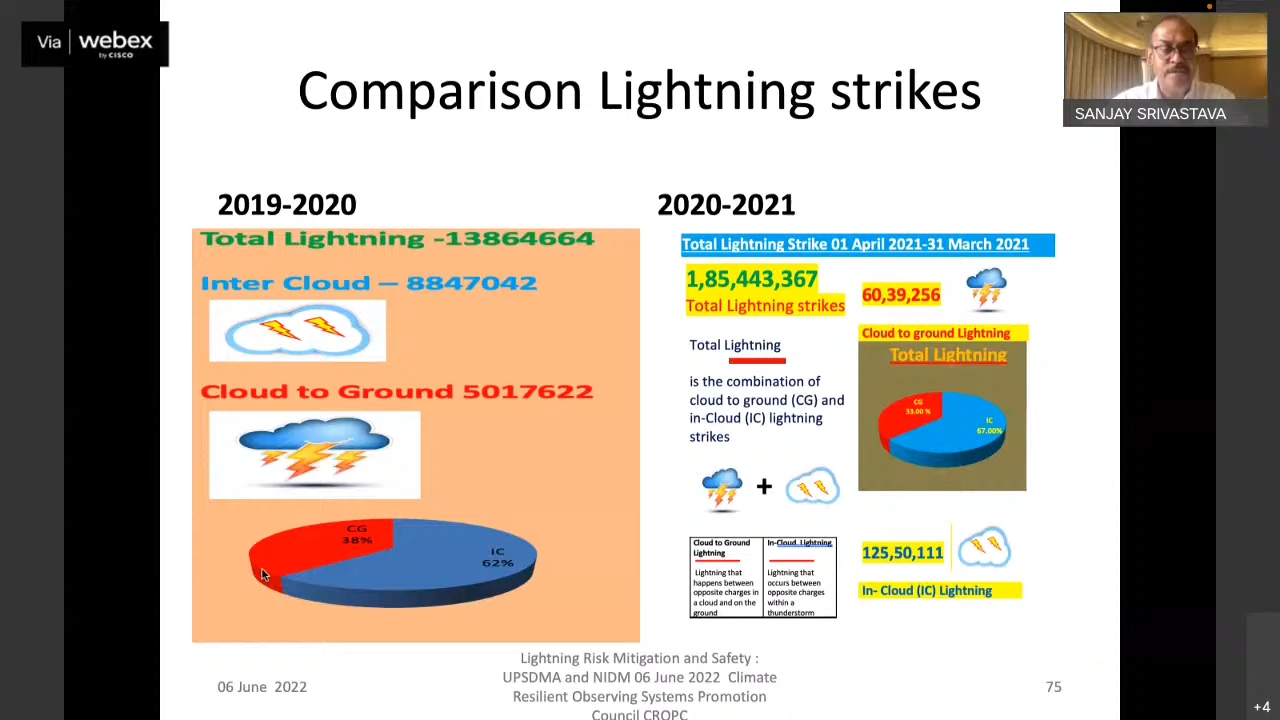 Via webex
by CISCO
SANJAY SRIVASTAVA
Comparison Lightning strikes
2019-2020
Total Lightning -13864664
Inter Cloud – 8847042
Cloud to Ground 5017622
CG
38%
IC
62%
2020-2021
Total Lightning Strike 01 April 2021-31 March 2021
1,85,443,367
Total Lightning strikes
60,39,256
Cloud to ground Lightning
Total Lightning
is the combination of
cloud to ground (CG) and
in-Cloud (IC) lightning
strikes
Total Lightning
CG
33.00 %
IC
67.00%
+
Cloud to Ground
Lightning
Lightning that
happens between
opposite charges in
a cloud and on the
ground
In-Cloud Lightning
Lightning that
occurs between
opposite charges
within a
thunderstorm
125,50,111
In- Cloud (IC) Lightning
06 June 2022
Lightning Risk Mitigation and Safety :
UPSDMA and NIDM 06 June 2022 Climate
Resilient Observing Systems Promotion
Council CROPC
75
+4